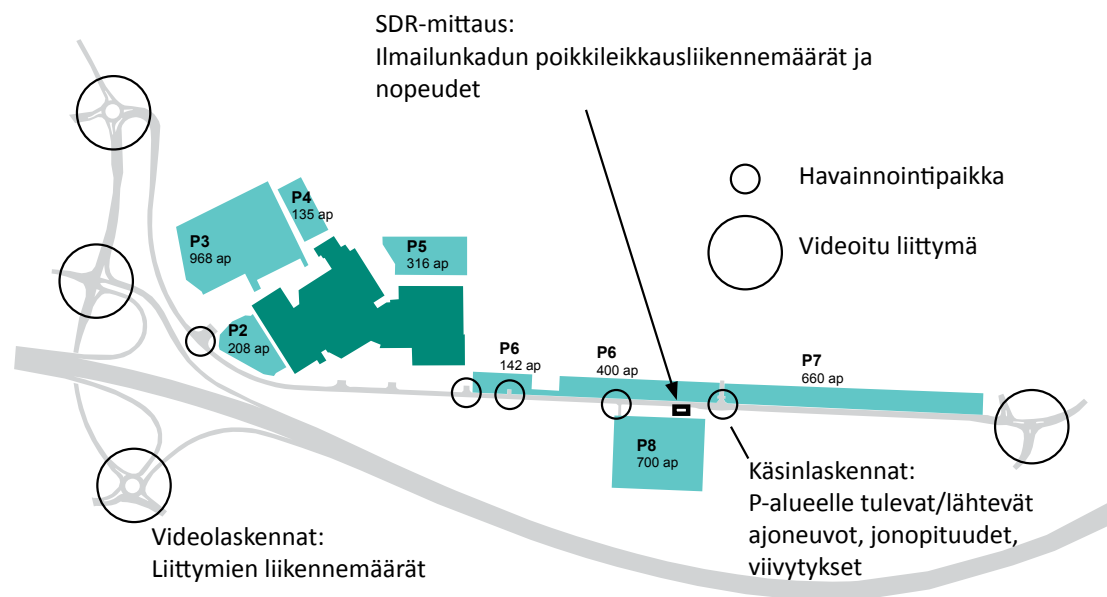 SDR-mittaus:
Ilmailunkadun poikkileikkausliikennemäärät ja
nopeudet
Havainnointipaikka
Videoitu liittymä
P4
135 ap
P3
968 ap
P5
316 ap
P2
208 ap
P6
142 ap
P6
400 ap
P7
660 ap
P8
700 ap
Käsinlaskennat:
P-alueelle tulevat/lähtevät
ajoneuvot, jonopituudet,
viivytykset
Videolaskennat:
Liittymien liikennemäärät